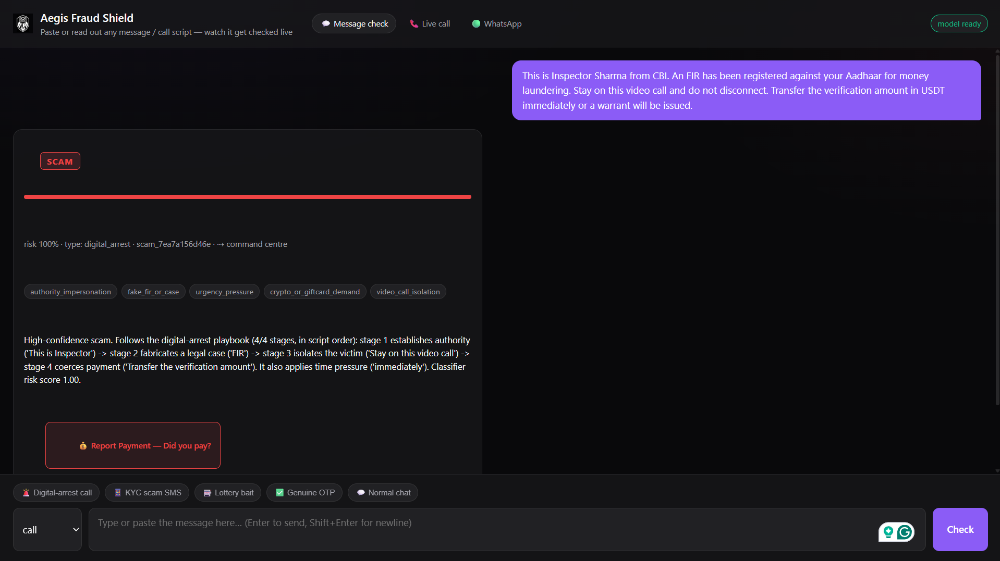 Aegis Fraud Shield
Paste or read out any message / call script — watch it get checked live
Message check
Live call
WhatsApp
model ready
This is Inspector Sharma from CBI. An FIR has been registered against your Aadhaar for money
laundering. Stay on this video call and do not disconnect. Transfer the verification amount in USDT
immediately or a warrant will be issued.
SCAM
risk 100% · type: digital_arrest · scam_7ea7a156d46e · ⇢ command centre
authority_impersonation
fake_fir_or_case
urgency_pressure
crypto_or_giftcard_demand
video_call_isolation
High-confidence scam. Follows the digital-arrest playbook (4/4 stages, in script order): stage 1 establishes authority
('This is Inspector') -> stage 2 fabricates a legal case ('FIR') -> stage 3 isolates the victim ('Stay on this video call') ->
stage 4 coerces payment ('Transfer the verification amount'). It also applies time pressure ('immediately'). Classifier
risk score 1.00.
Report Payment — Did you pay?
Digital-arrest call
KYC scam SMS
Lottery bait
Genuine OTP
Normal chat
call
Type or paste the message here... (Enter to send, Shift+Enter for newline)
Check